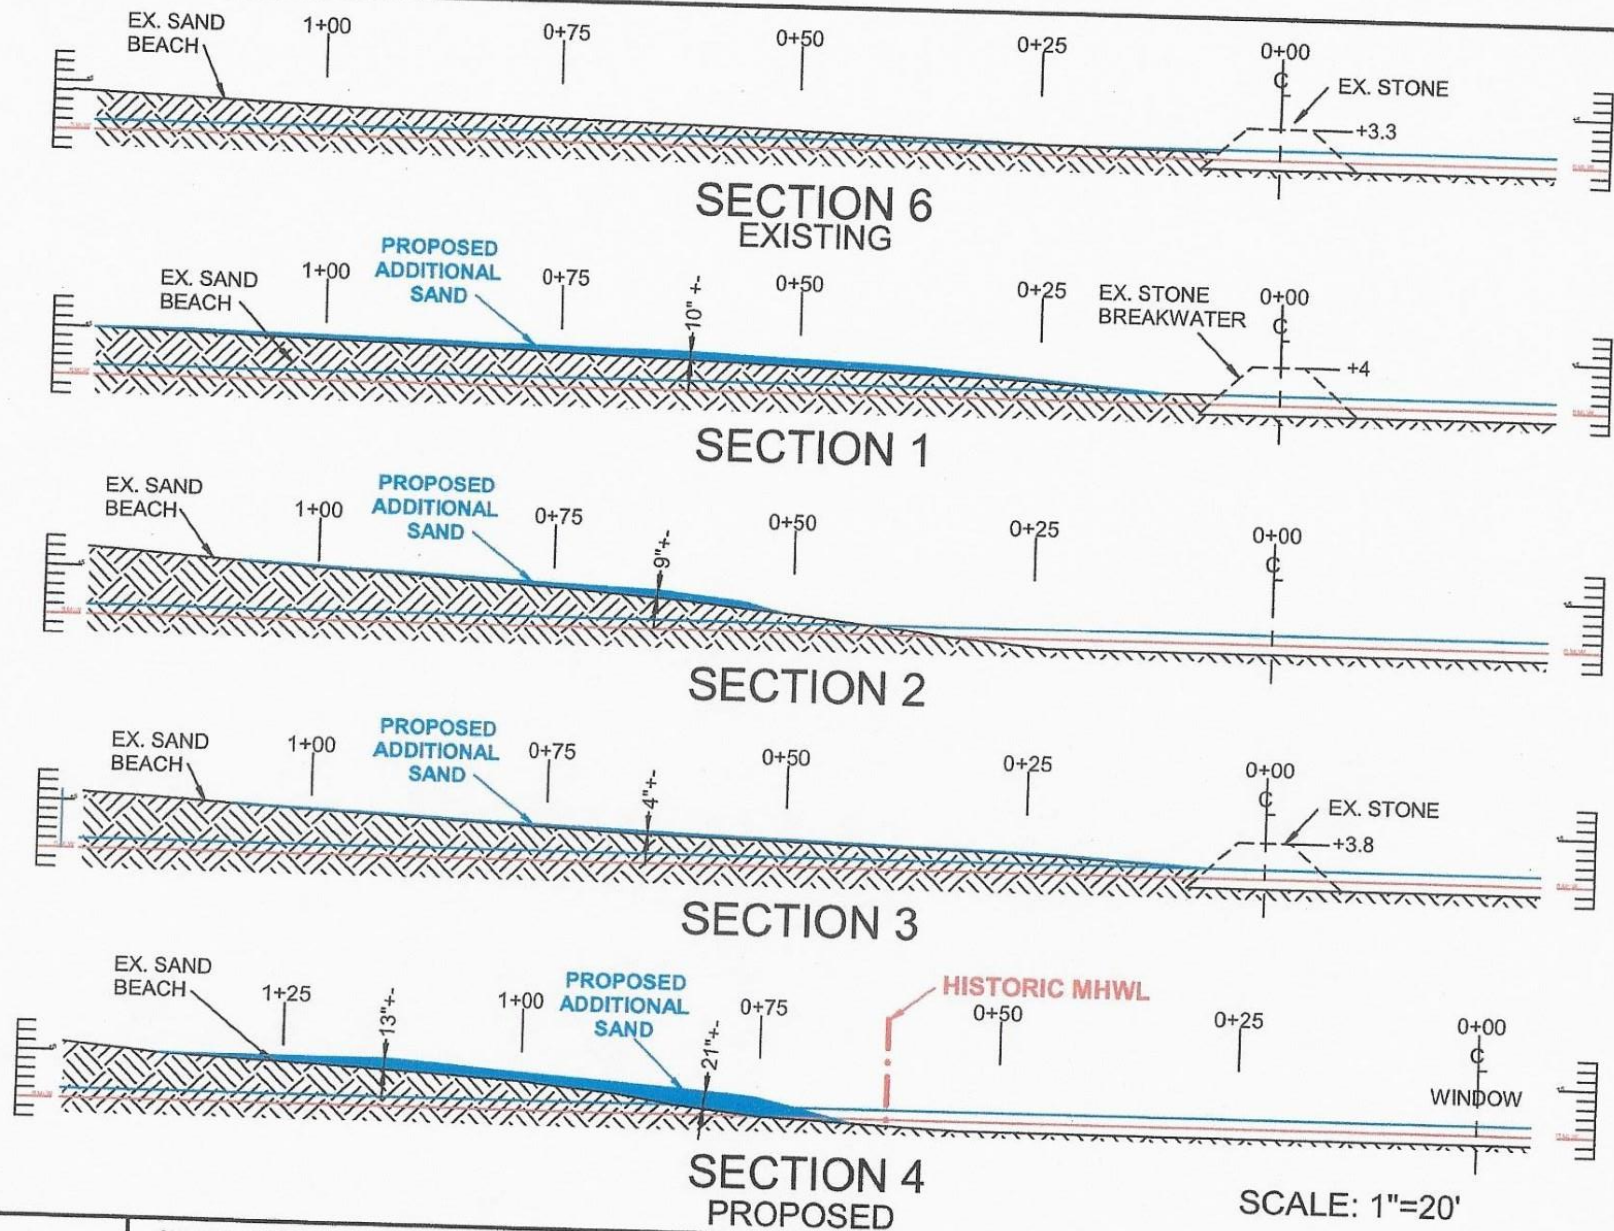 EX. SAND
BEACH
1+00
0+75
0+50
0+25
0+00
C
L
EX. STONE
+3.3
SECTION 6
EXISTING
EX. SAND
BEACH
1+00
PROPOSED
ADDITIONAL
SAND
0+75
10" +-
0+50
0+25
EX. STONE
BREAKWATER
0+00
C
L
+4
SECTION 1
EX. SAND
BEACH
1+00
PROPOSED
ADDITIONAL
SAND
0+75
9"+-
0+50
0+25
0+00
C
L
SECTION 2
EX. SAND
BEACH
1+00
PROPOSED
ADDITIONAL
SAND
0+75
4"+-
0+50
0+25
0+00
C
L
EX. STONE
+3.8
SECTION 3
EX. SAND
BEACH
1+25
13"+-
1+00
PROPOSED
ADDITIONAL
SAND
0+75
21"+-
HISTORIC MHWL
0+50
0+25
0+00
C
L
WINDOW
SECTION 4
PROPOSED
SCALE: 1"=20'